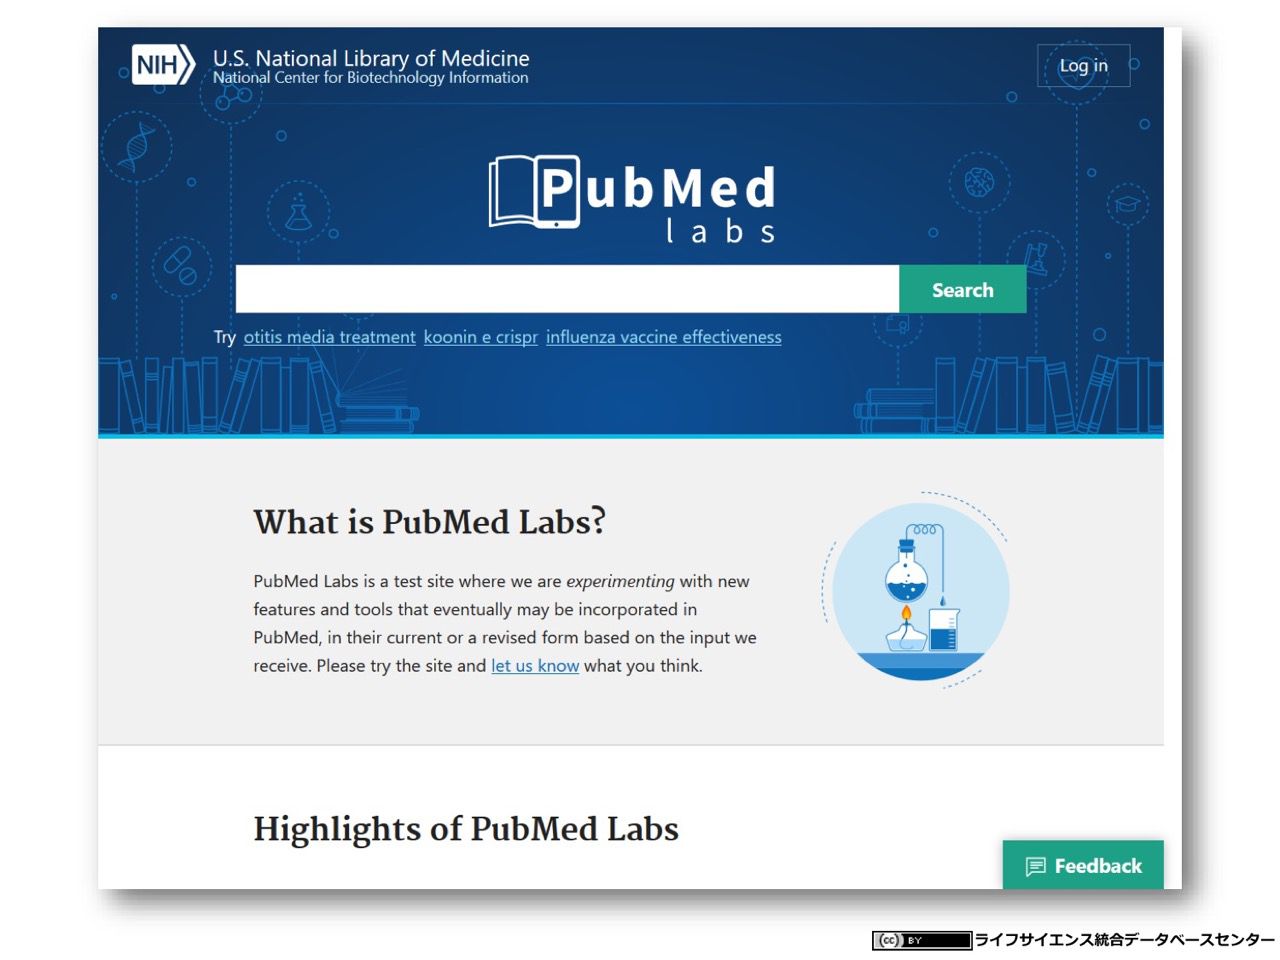 NIH
U.S. National Library of Medicine
National Center for Biotechnology Information
Log in
PubMed
labs
Search
Try otitis media treatment koonin e crispr influenza vaccine effectiveness
What is PubMed Labs?
PubMed Labs is a test site where we are experimenting with new
features and tools that eventually may be incorporated in
PubMed, in their current or a revised form based on the input we
receive. Please try the site and let us know what you think.
Highlights of PubMed Labs
Feedback
cc BY ライフサイエンス統合データベースセンター